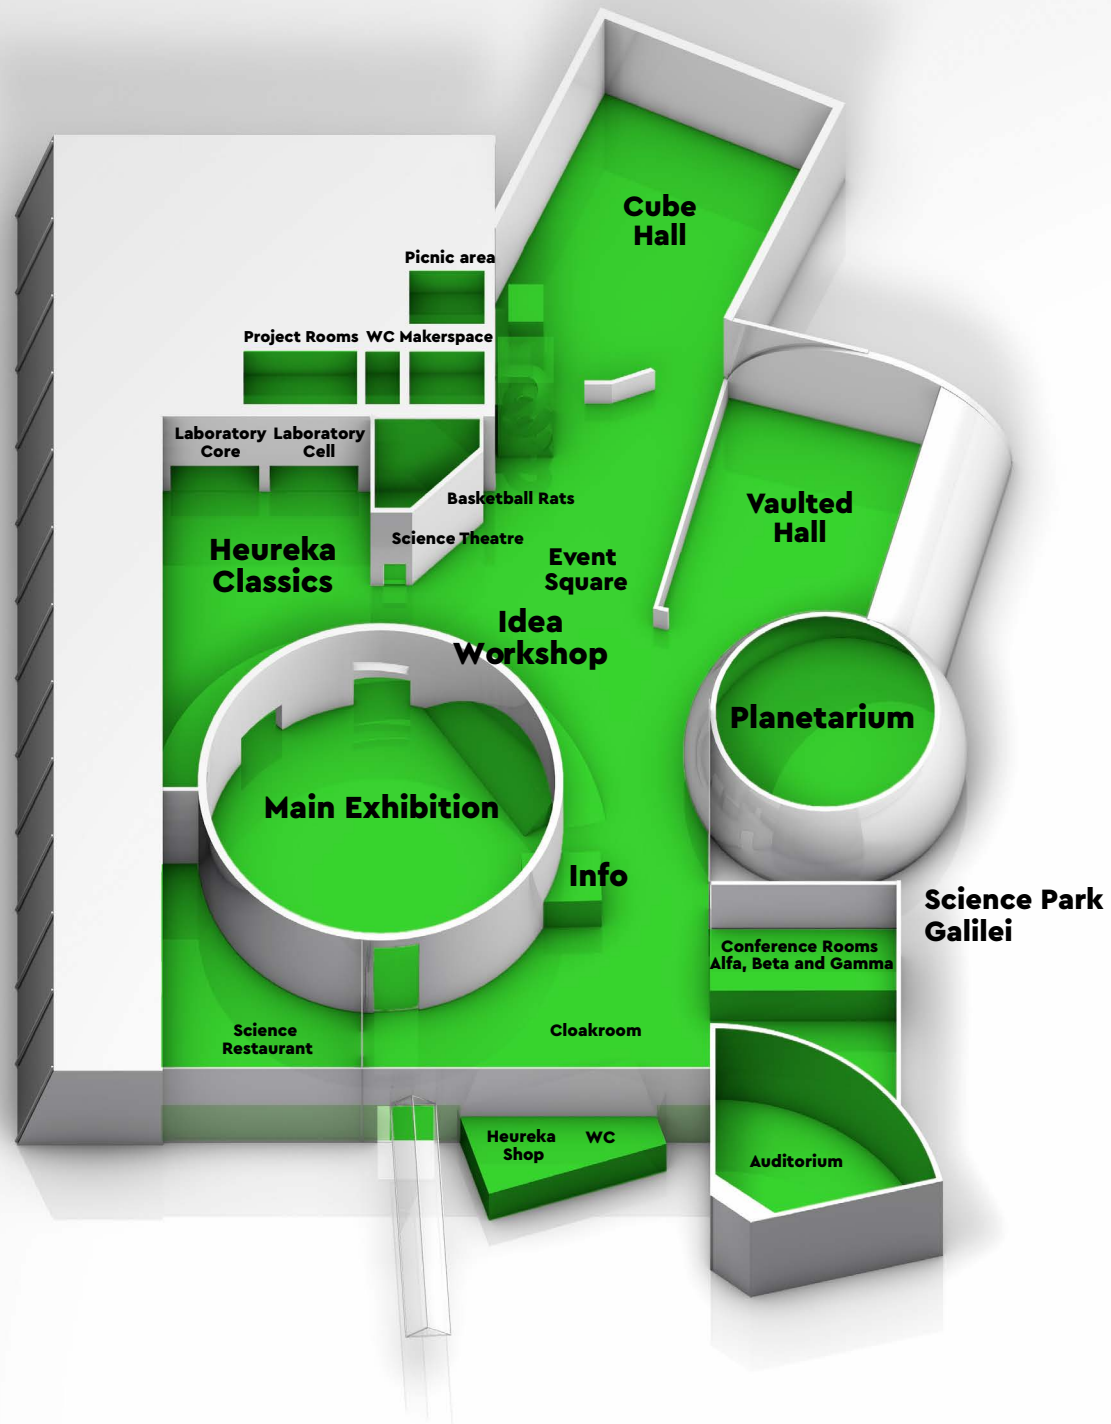 Cube
Hall
Picnic area
Project Rooms
WC
Makerspace
Laboratory
Core
Laboratory
Cell
Basketball Rats
Science Theatre
Vaulted
Hall
Heureka
Classics
Event
Square
Idea
Workshop
Planetarium
Main Exhibition
Info
Science Park
Galilei
Conference Rooms
Alfa, Beta and Gamma
Science
Restaurant
Cloakroom
Heureka
Shop
WC
Auditorium